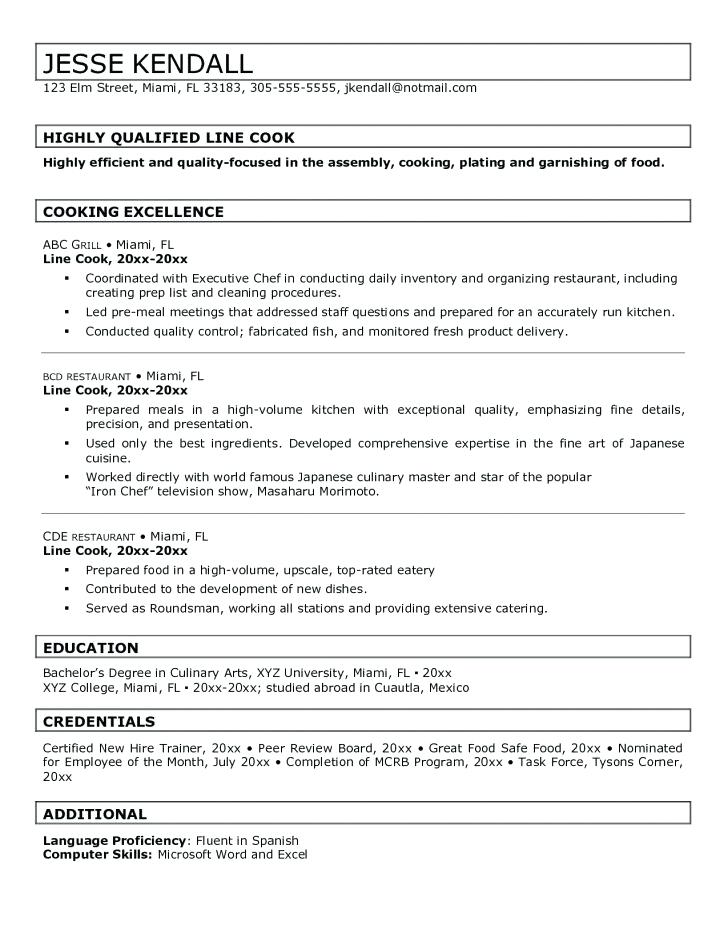 JESSE KENDALL
123 Elm Street, Miami, FL 33183, 305-555-5555, jkendall@notmail.com
HIGHLY QUALIFIED LINE COOK
Highly efficient and quality-focused in the assembly, cooking, plating and garnishing of food.
COOKING EXCELLENCE
ABC GRILL • Miami, FL
Line Cook, 20xx-20xx
▪ Coordinated with Executive Chef in conducting daily inventory and organizing restaurant, including
creating prep list and cleaning procedures.
▪ Led pre-meal meetings that addressed staff questions and prepared for an accurately run kitchen.
▪ Conducted quality control; fabricated fish, and monitored fresh product delivery.
BCD RESTAURANT • Miami, FL
Line Cook, 20xx-20xx
▪ Prepared meals in a high-volume kitchen with exceptional quality, emphasizing fine details,
precision, and presentation.
▪ Used only the best ingredients. Developed comprehensive expertise in the fine art of Japanese
cuisine.
▪ Worked directly with world famous Japanese culinary master and star of the popular
“Iron Chef” television show, Masaharu Morimoto.
CDE RESTAURANT • Miami, FL
Line Cook, 20xx-20xx
▪ Prepared food in a high-volume, upscale, top-rated eatery
▪ Contributed to the development of new dishes.
▪ Served as Roundsman, working all stations and providing extensive catering.
EDUCATION
Bachelor’s Degree in Culinary Arts, XYZ University, Miami, FL ▪ 20xx
XYZ College, Miami, FL ▪ 20xx-20xx; studied abroad in Cuautla, Mexico
CREDENTIALS
Certified New Hire Trainer, 20xx • Peer Review Board, 20xx • Great Food Safe Food, 20xx • Nominated
for Employee of the Month, July 20xx • Completion of MCRB Program, 20xx • Task Force, Tysons Corner,
20xx
ADDITIONAL
Language Proficiency: Fluent in Spanish
Computer Skills: Microsoft Word and Excel